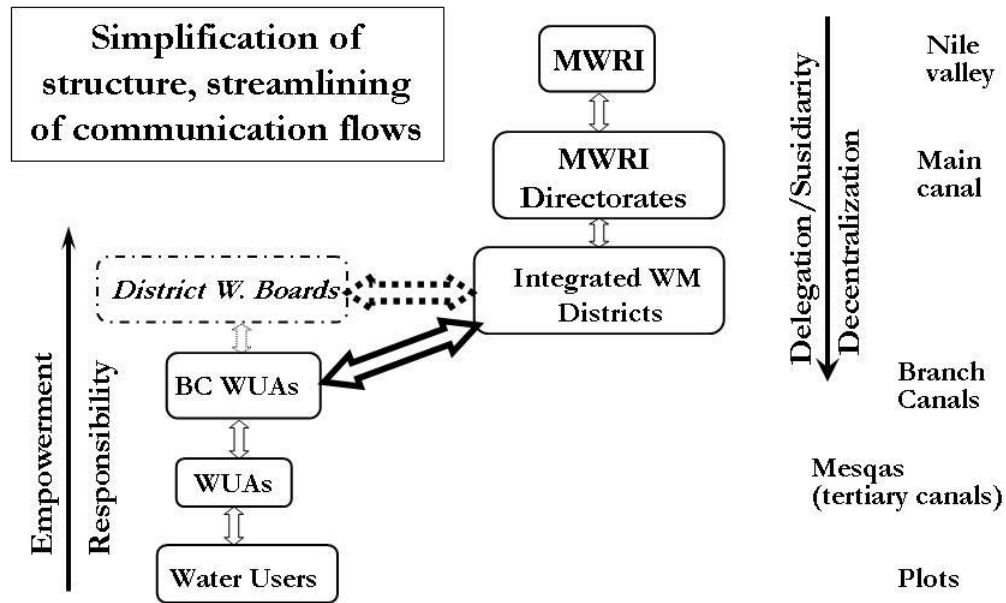 Simplification of
structure, streamlining
of communication flows
MWRI
MWRI
Directorates
Integrated WM
Districts
District W. Boards
BC WUAs
WUAs
Water Users
Empowerment
Responsibility
Delegation/Susidiarity
Decentralization
Nile
valley
Main
canal
Branch
Canals
Mesqas
(tertiary canals)
Plots